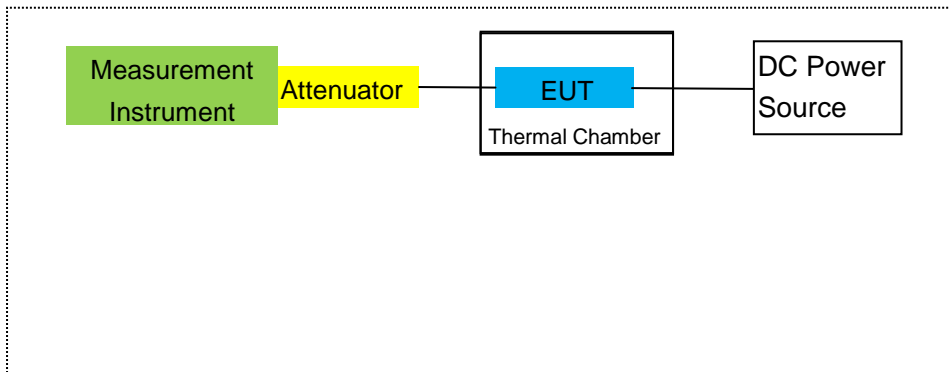 Measurement
Instrument
Attenuator
EUT
Thermal Chamber
DC Power
Source